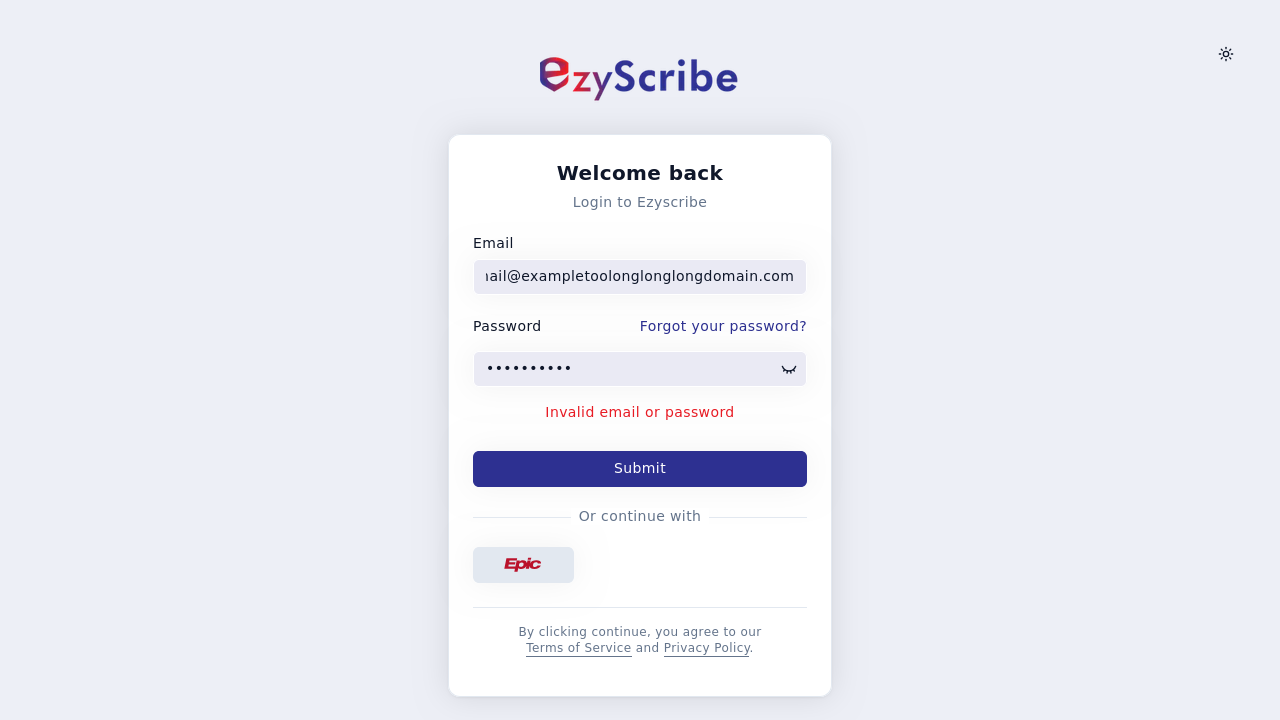 EzyScribe
Welcome back
Login to Ezyscribe
Email
ail@exampletoolonglonglongdomain.com
Password
Forgot your password?
••••••••••
Invalid email or password
Submit
Or continue with
Epic
By clicking continue, you agree to our
Terms of Service and Privacy Policy.